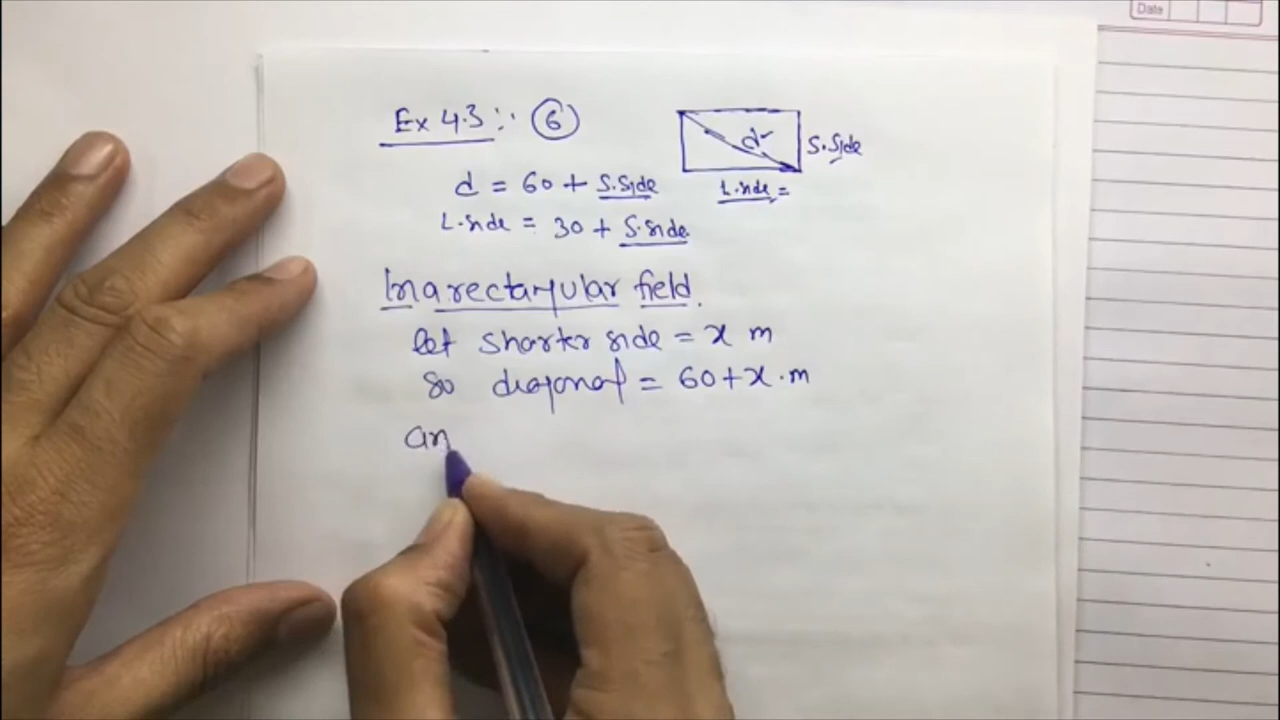 Date
Ex 4.3 :· 6
d
S.Side
L.side =
d = 60 + S.Side
L.side = 30 + S.side
In a rectangular field.
let shorter side = x m
so diagonal = 60+x.m
an